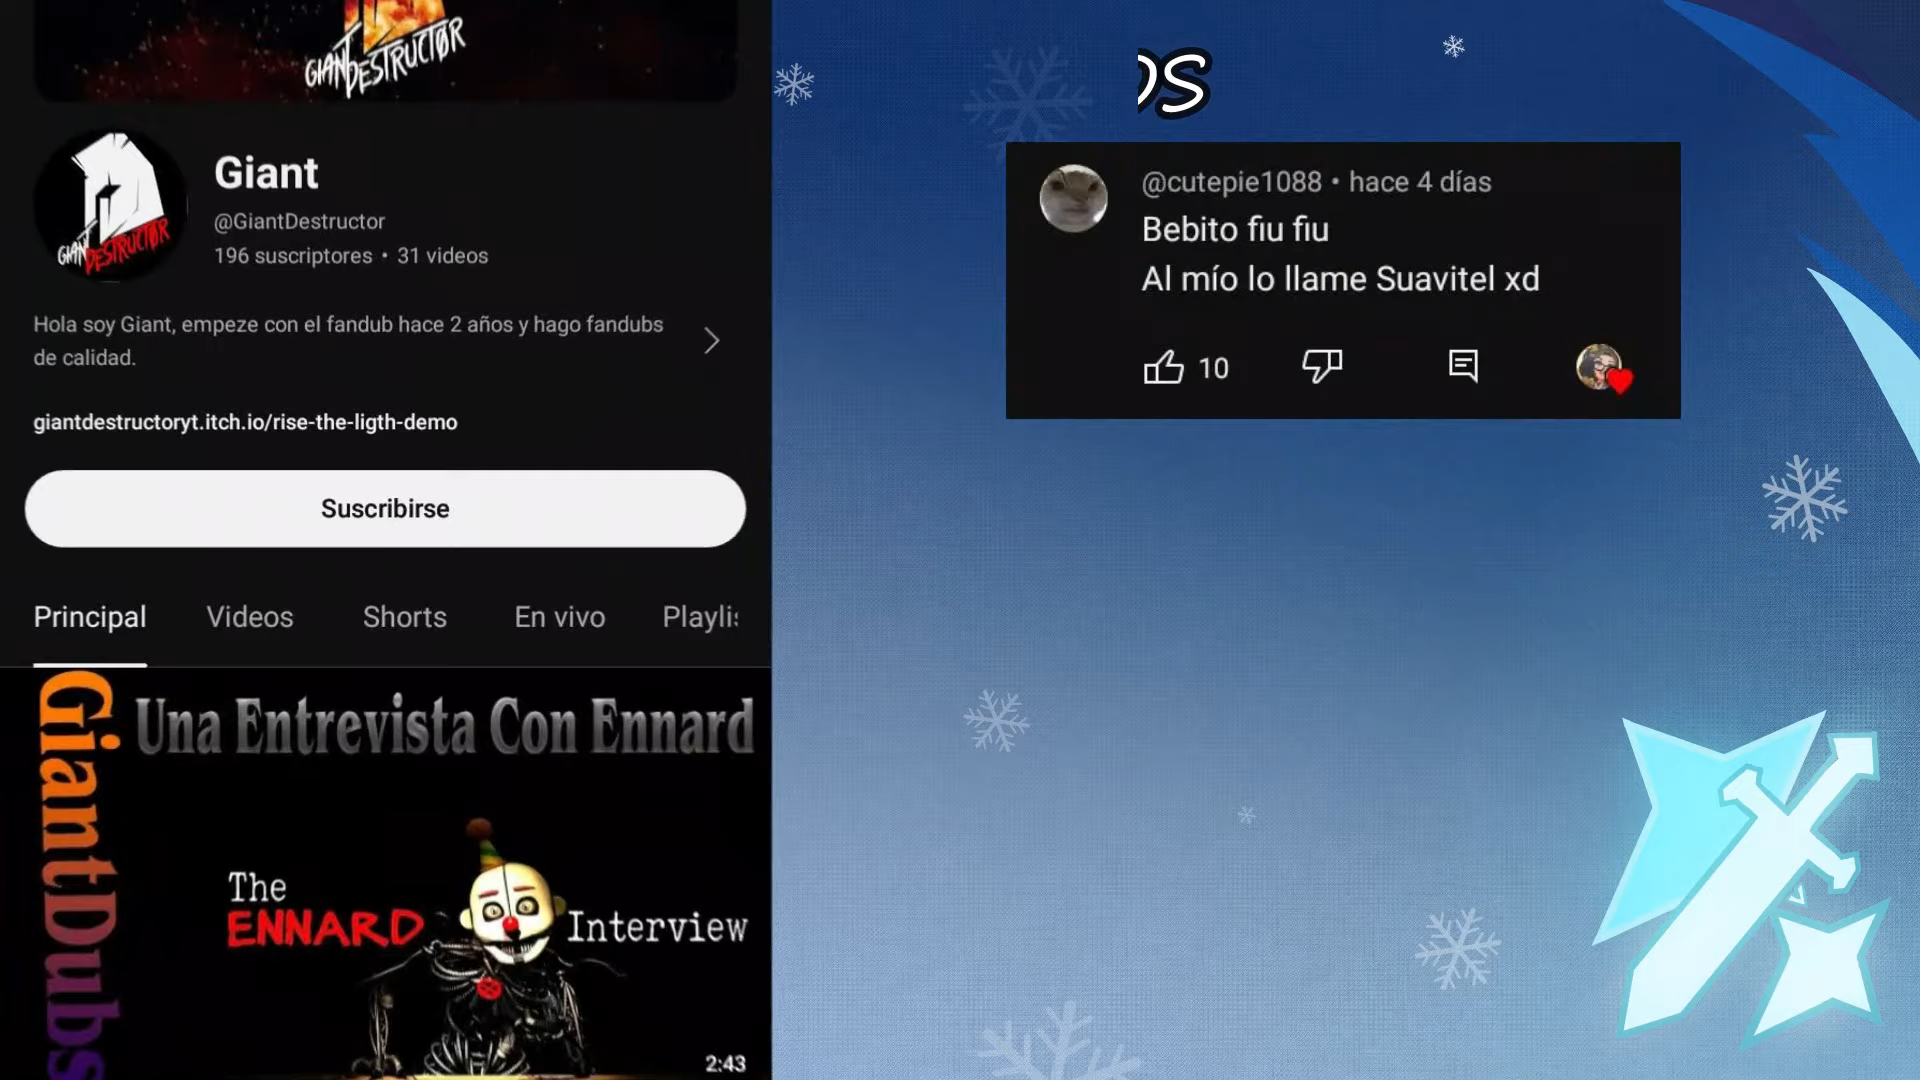 GIANT DESTRUCTØR
Giant
@GiantDestructor
196 suscriptores • 31 videos
Hola soy Giant, empeze con el fandub hace 2 años y hago fandubs
de calidad.
giantdestructoryt.itch.io/rise-the-ligth-demo
Suscribirse
Principal
Videos
Shorts
En vivo
GIANT DESTRUCTØR
GiantDubs
Una Entrevista Con Ennard
The
ENNARD Interview
2:43
@cutepie1088 • hace 4 días
Bebito fiu fiu
Al mío lo llame Suavitel xd
10